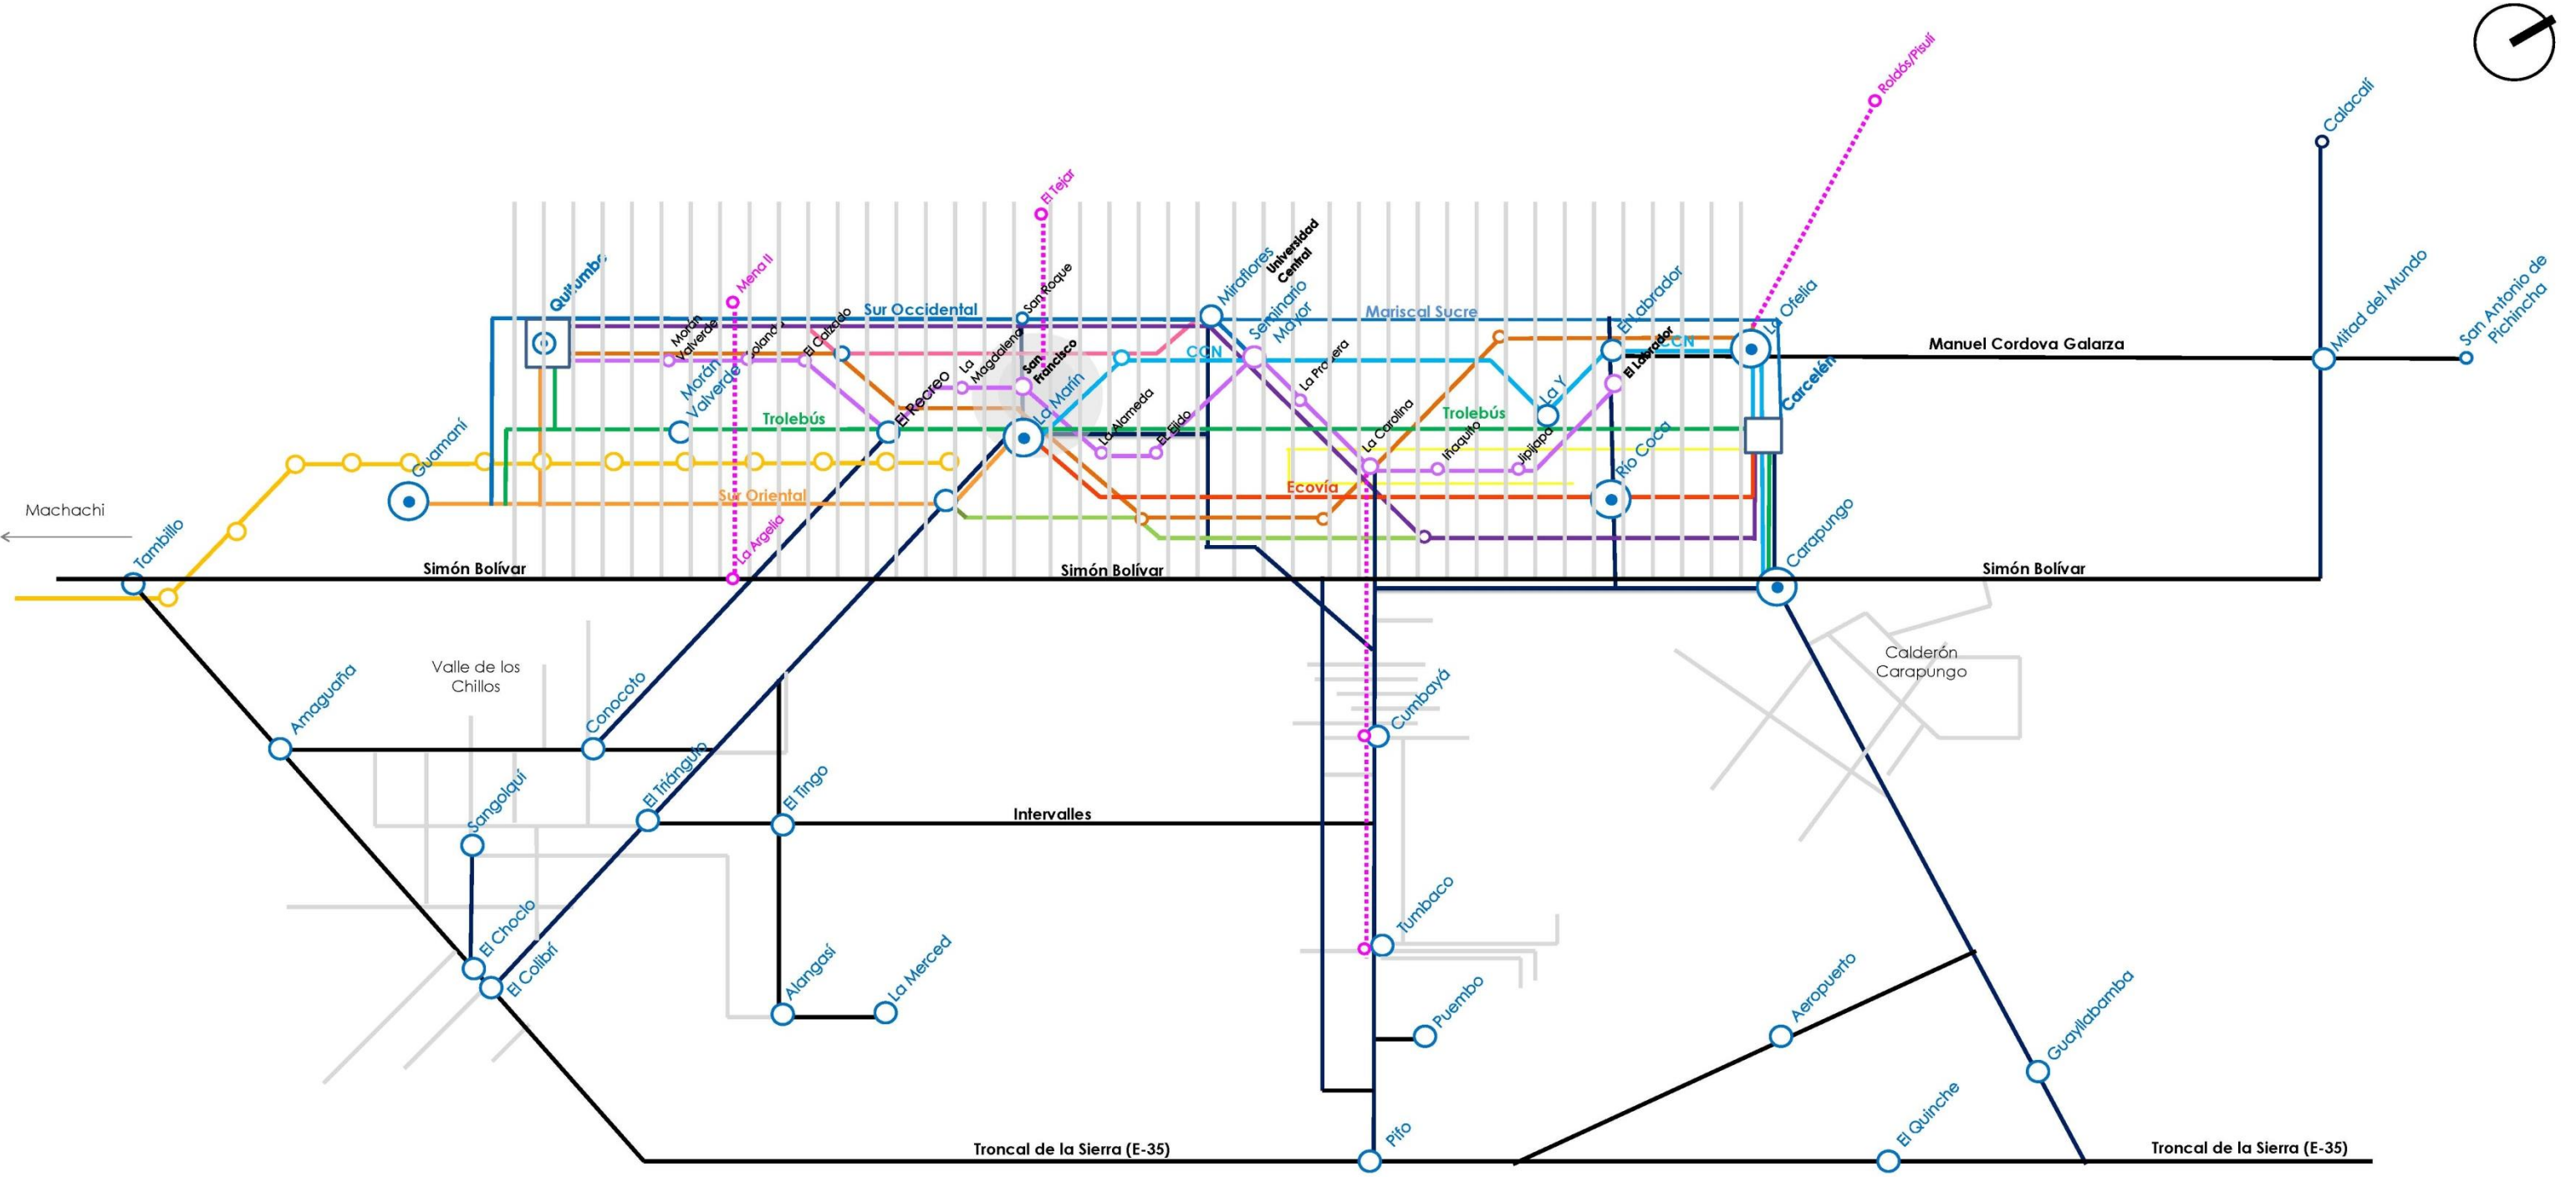 Roldós/Pisulí
Calacalí
El Tejar
Mena II
Quitumbe
San Roque
Miraflores
Universidad
Central
Seminario
Mayor
El Labrador
La Ofelia
Mitad del Mundo
San Antonio de
Pichincha
Sur Occidental
Mariscal Sucre
Morán
Valverde
Solanda
El Calzado
La
Magdalena
San
Francisco
CCN
La Pradera
El Labrador
CCN
Manuel Cordova Galarza
Morán
Valverde
El Recreo
La Marín
La Alameda
El Ejido
La Carolina
La Y
Carcelén
Trolebús
Trolebús
Iñaquito
Jipijapa
Río Coca
Guamaní
Sur Oriental
Ecovía
Machachi
Tambillo
La Argelia
Carapungo
Simón Bolívar
Simón Bolívar
Simón Bolívar
Valle de los
Chillos
Calderón
Carapungo
Amaguaña
Conocoto
Cumbayá
El Triángulo
Sangolquí
El Tingo
Intervalles
El Choclo
El Colibrí
Alangasí
La Merced
Tumbaco
Puembo
Aeropuerto
Guayllabamba
Pifo
El Quinche
Troncal de la Sierra (E-35)
Troncal de la Sierra (E-35)